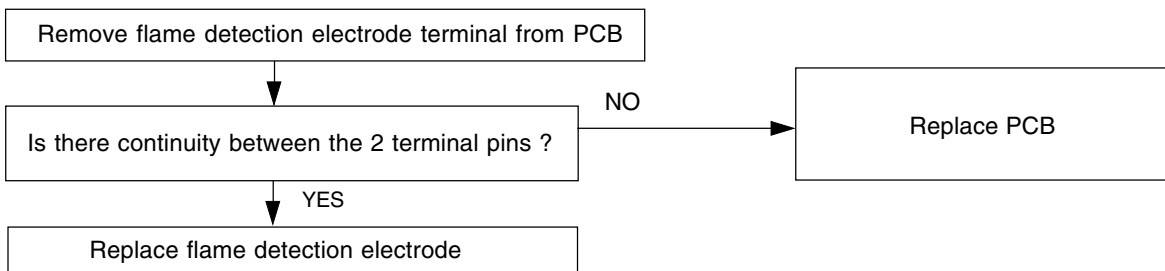 Remove flame detection electrode terminal from PCB
NO
Is there continuity between the 2 terminal pins ?
Replace PCB
YES
Replace flame detection electrode